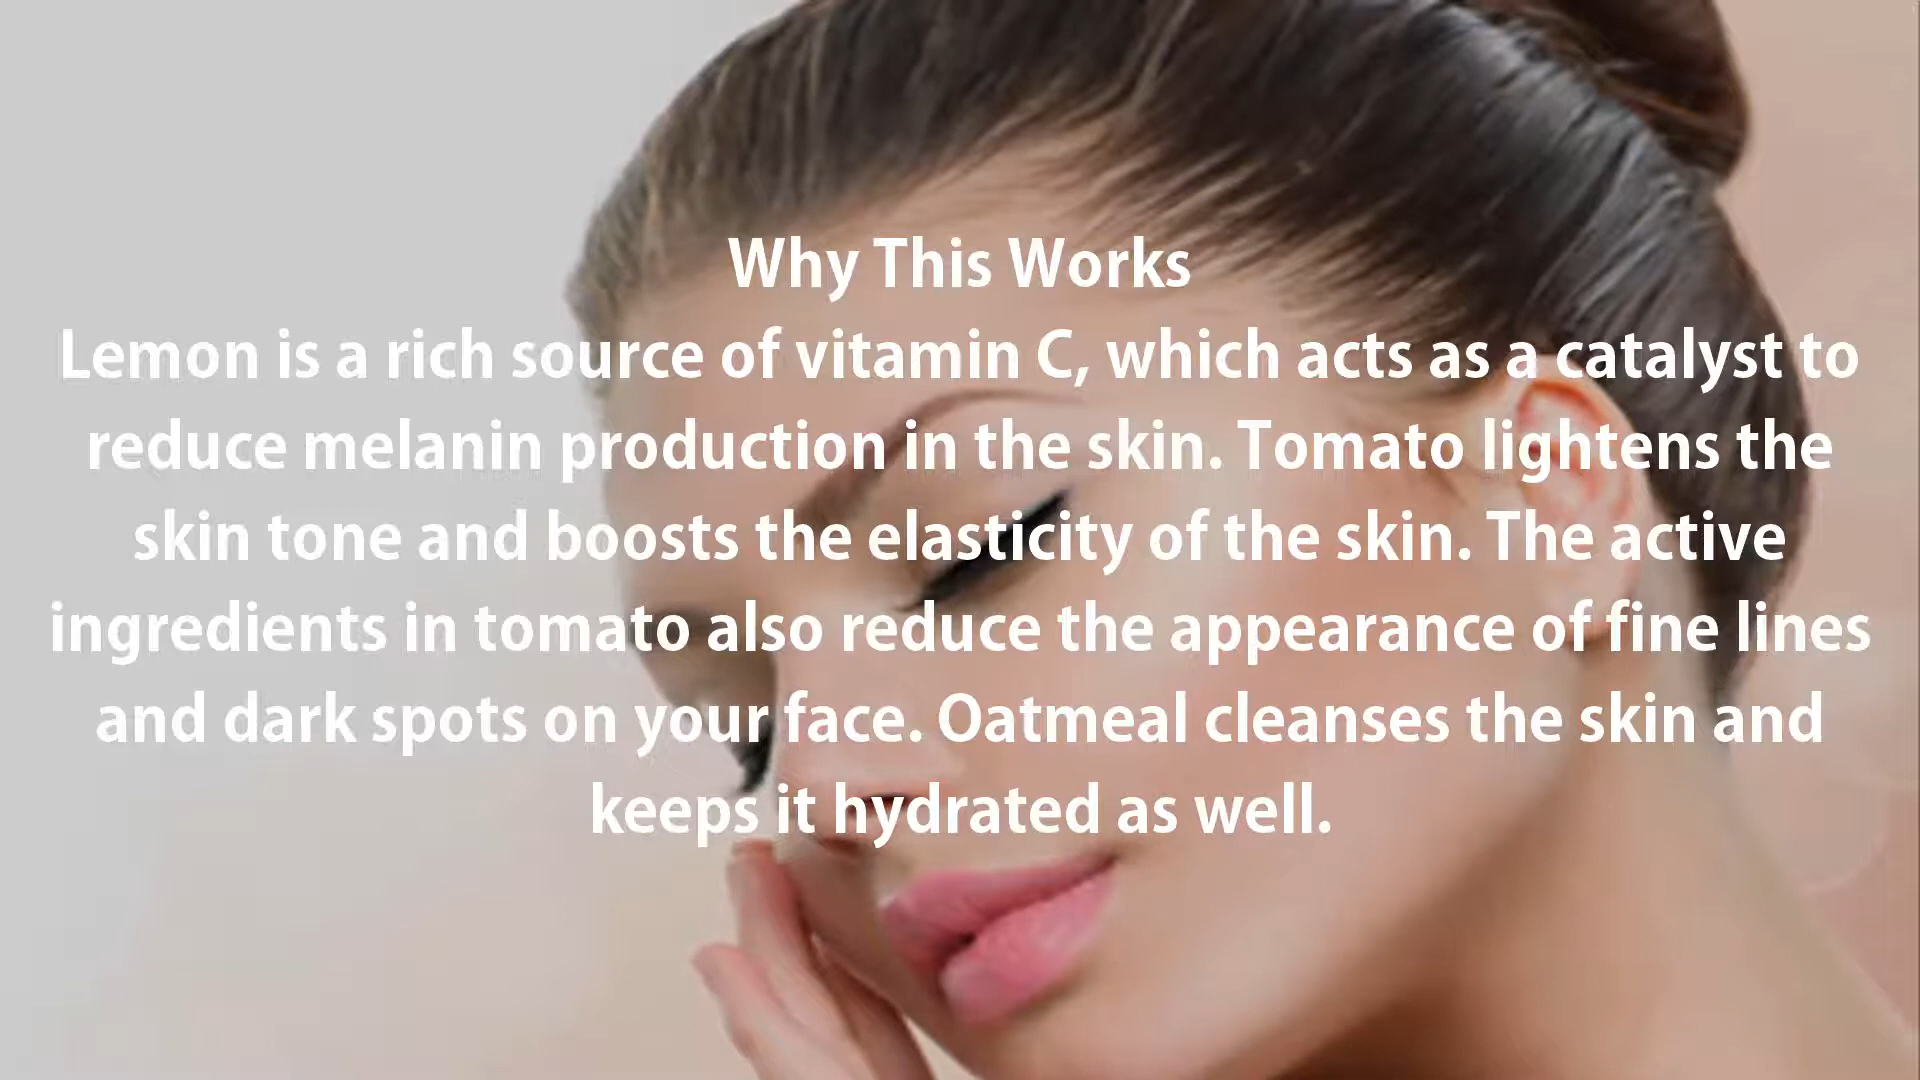 Why This Works
Lemon is a rich source of vitamin C, which acts as a catalyst to
reduce melanin production in the skin. Tomato lightens the
skin tone and boosts the elasticity of the skin. The active
ingredients in tomato also reduce the appearance of fine lines
and dark spots on your face. Oatmeal cleanses the skin and
keeps it hydrated as well.